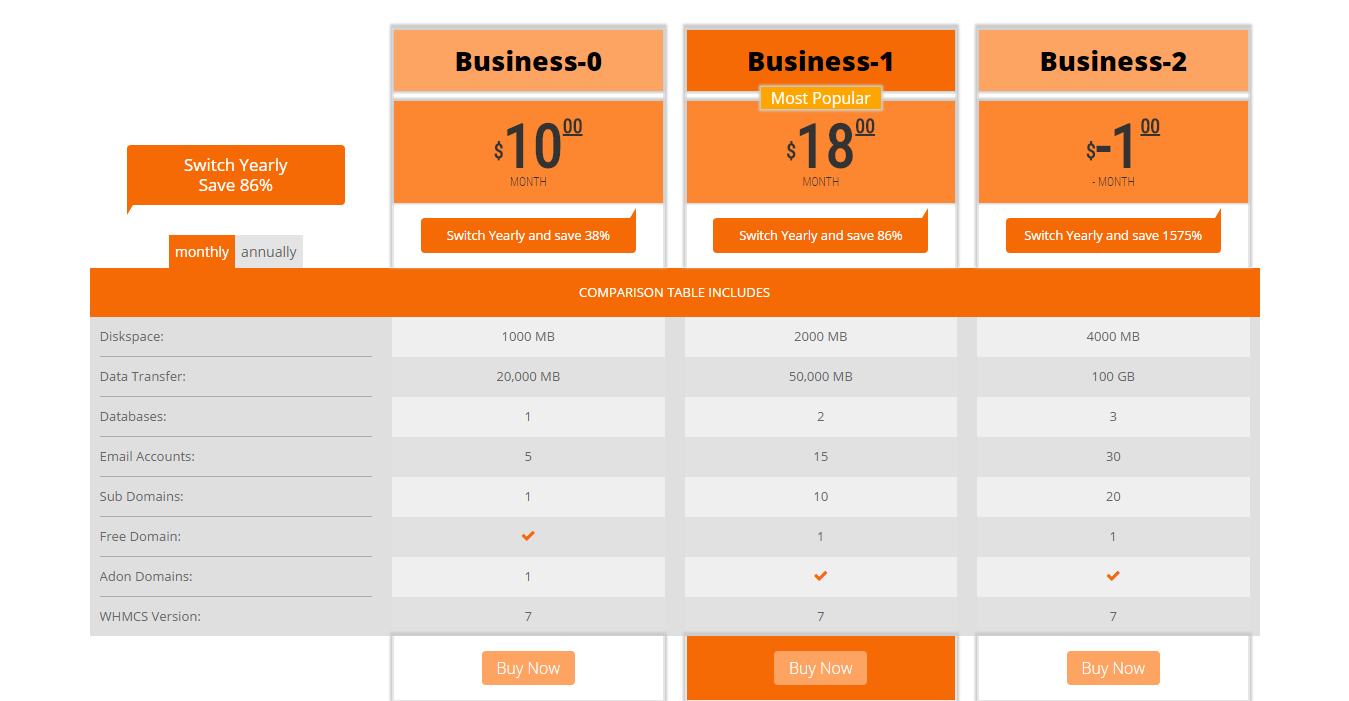 Business-0 Business-1 Business-2
Most Popular
$10 00 $18 00 $-1 00
MONTH MONTH - MONTH
Switch Yearly
Save 86%
Switch Yearly and save 38% Switch Yearly and save 86% Switch Yearly and save 1575%
monthly annually
COMPARISON TABLE INCLUDES
Diskspace: 1000 MB 2000 MB 4000 MB
Data Transfer: 20,000 MB 50,000 MB 100 GB
Databases: 1 2 3
Email Accounts: 5 15 30
Sub Domains: 1 10 20
Free Domain: ✔ 1 1
Adon Domains: 1 ✔ ✔
WHMCS Version: 7 7 7
Buy Now Buy Now Buy Now